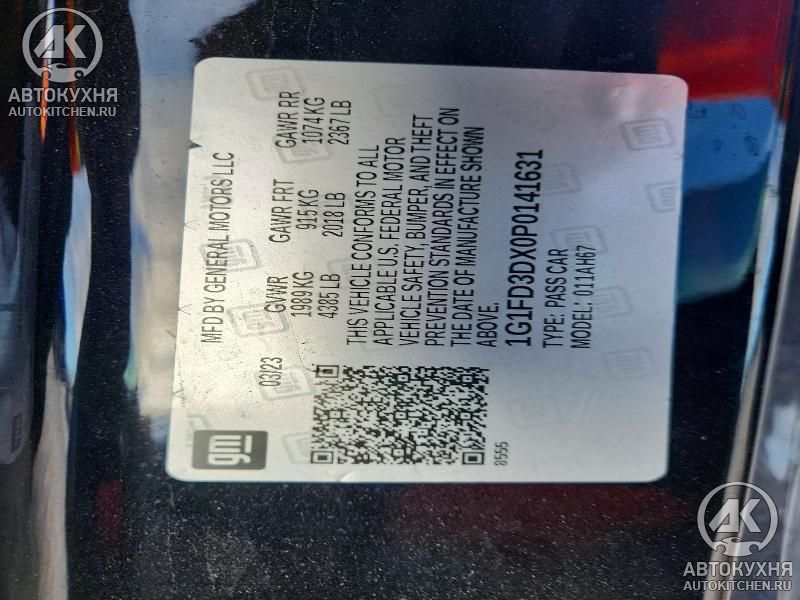 АВТОКУХНЯ
AUTOKITCHEN.RU
gm
MFD BY GENERAL MOTORS LLC
03/23
GVWR GAWR FRT GAWR RR
1989 KG 915 KG 1074 KG
4385 LB 2018 LB 2367 LB
THIS VEHICLE CONFORMS TO ALL
APPLICABLE U.S. FEDERAL MOTOR
VEHICLE SAFETY, BUMPER, AND THEFT
PREVENTION STANDARDS IN EFFECT ON
THE DATE OF MANUFACTURE SHOWN
ABOVE.
8555
1G1FD3DX0P0141631
TYPE: PASS CAR
MODEL: 011AH67
АВТОКУХНЯ
AUTOKITCHEN.RU